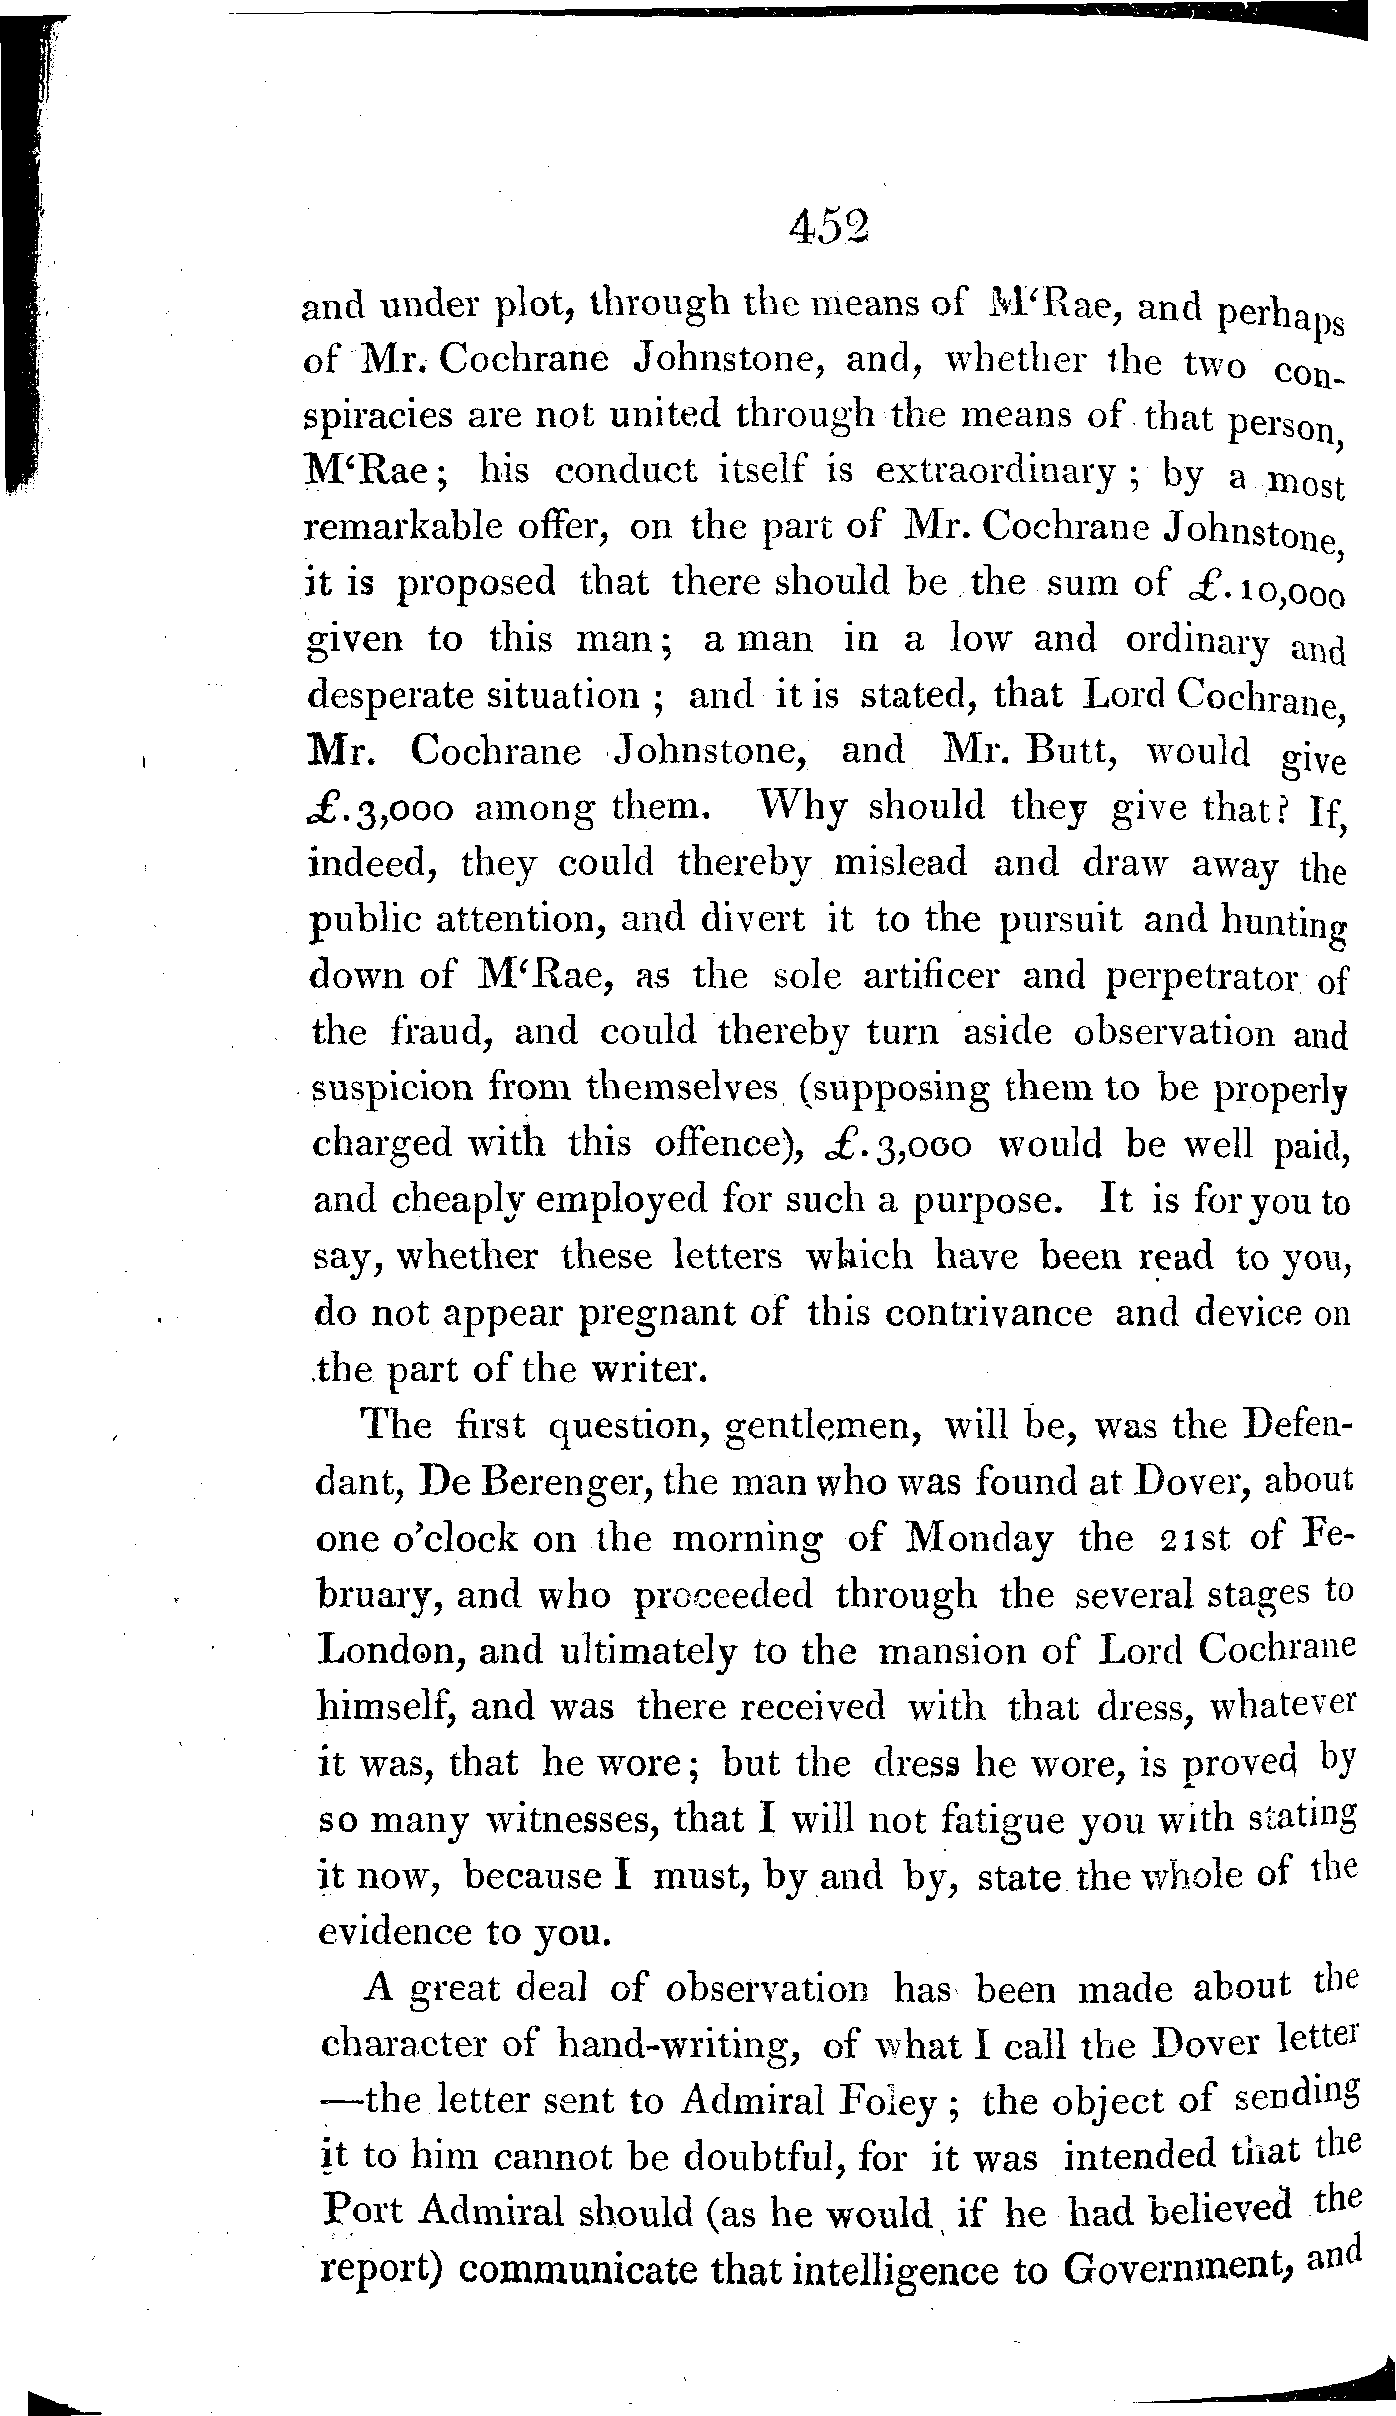 452
and under plot, through the means of M‘Rae, and perhaps
of Mr. Cochrane Johnstone, and, whether the two con-
spiracies are not united through the means of that person,
M‘Rae; his conduct itself is extraordinary; by a most
remarkable offer, on the part of Mr. Cochrane Johnstone,
it is proposed that there should be the sum of £.10,000
given to this man; a man in a low and ordinary and
desperate situation; and it is stated, that Lord Cochrane,
Mr. Cochrane Johnstone, and Mr. Butt, would give
£.3,000 among them. Why should they give that? If,
indeed, they could thereby mislead and draw away the
public attention, and divert it to the pursuit and hunting
down of M‘Rae, as the sole artificer and perpetrator of
the fraud, and could thereby turn aside observation and
suspicion from themselves (supposing them to be properly
charged with this offence), £.3,000 would be well paid,
and cheaply employed for such a purpose. It is for you to
say, whether these letters which have been read to you,
do not appear pregnant of this contrivance and device on
the part of the writer.
The first question, gentlemen, will be, was the Defen-
dant, De Berenger, the man who was found at Dover, about
one o'clock on the morning of Monday the 21st of Fe-
bruary, and who proceeded through the several stages to
London, and ultimately to the mansion of Lord Cochrane
himself, and was there received with that dress, whatever
it was, that he wore; but the dress he wore, is proved by
so many witnesses, that I will not fatigue you with stating
it now, because I must, by and by, state the whole of the
evidence to you.
A great deal of observation has been made about the
character of hand-writing, of what I call the Dover letter
—the letter sent to Admiral Foley; the object of sending
it to him cannot be doubtful, for it was intended that the
Port Admiral should (as he would if he had believed the
report) communicate that intelligence to Government, and